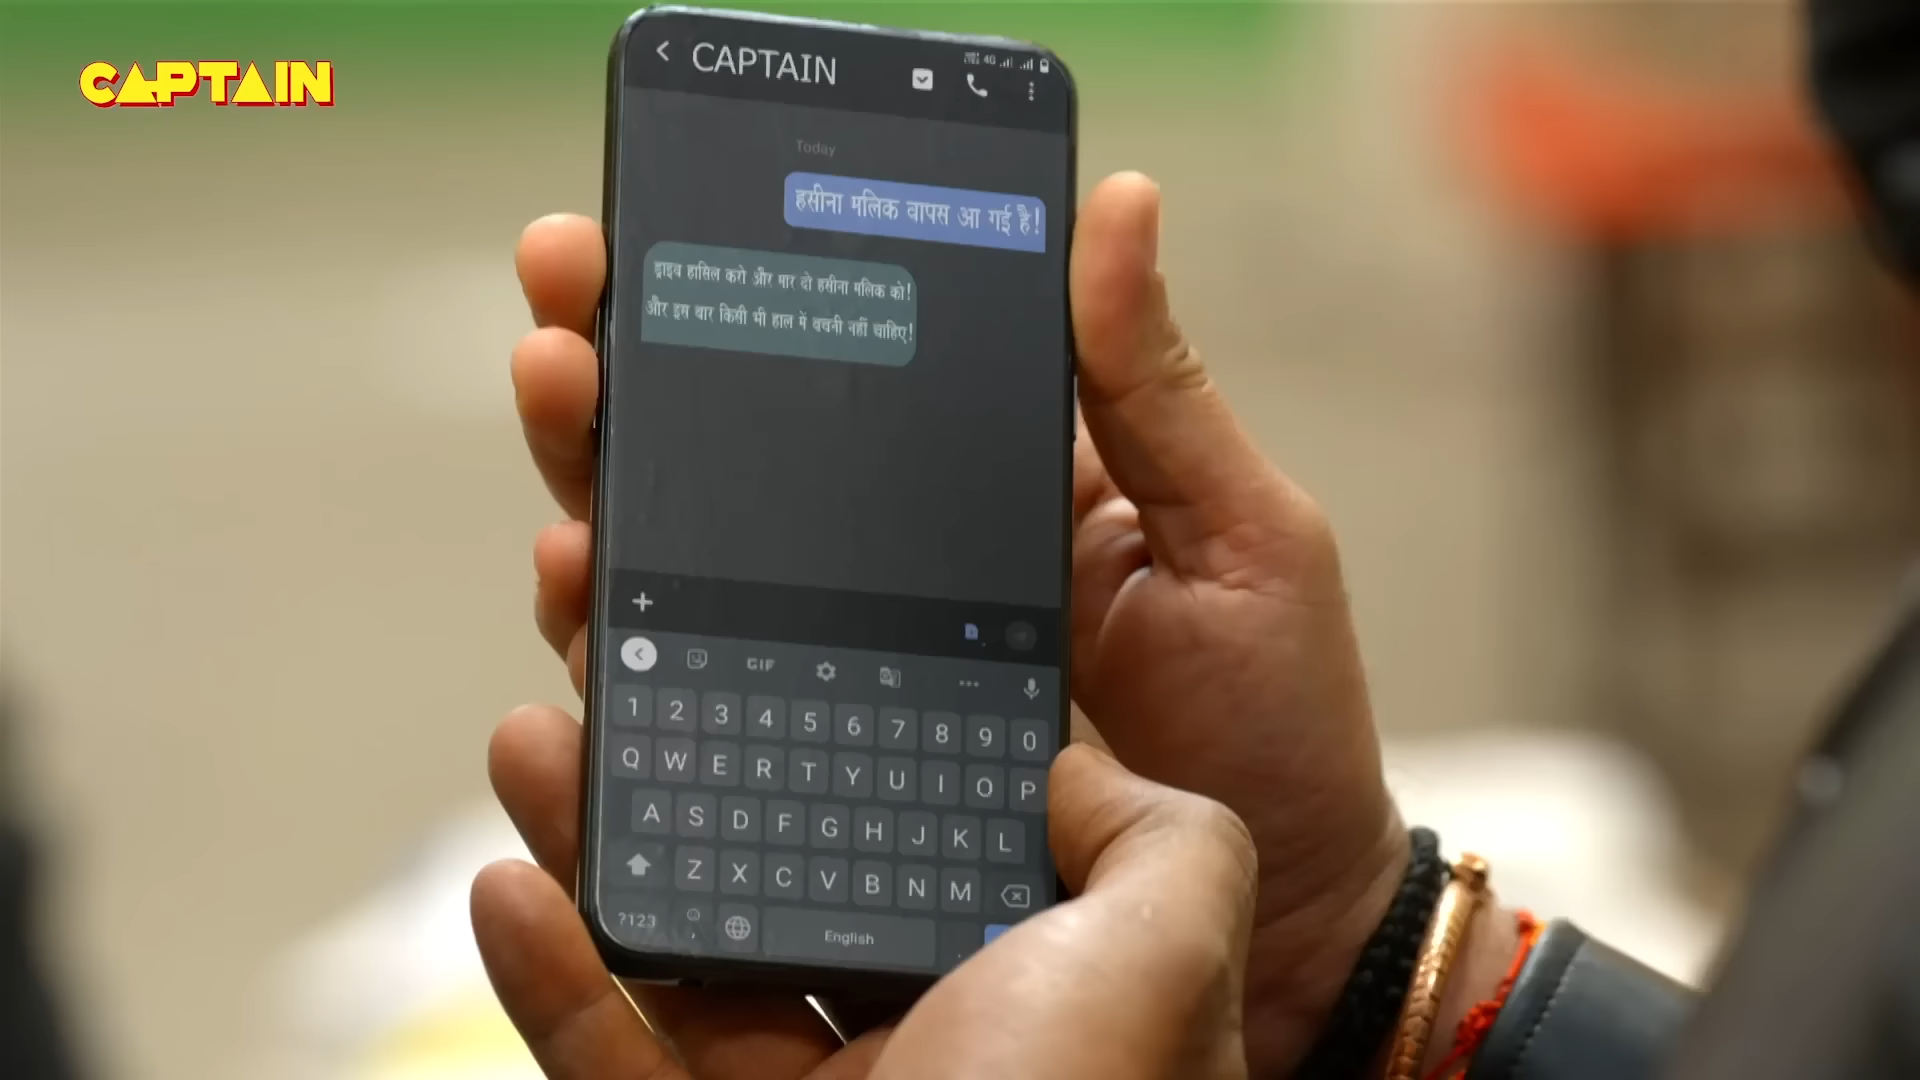 CAPTAIN
CAPTAIN
4G
Today
हसीना मलिक वापस आ गई है!
ड्राइव हासिल करो और मार दो हसीना मलिक को!
और इस बार किसी भी हाल में बचनी नहीं चाहिए!
GIF
1 2 3 4 5 6 7 8 9 0
Q W E R T Y U I O P
A S D F G H J K L
Z X C V B N M
?123 , English .